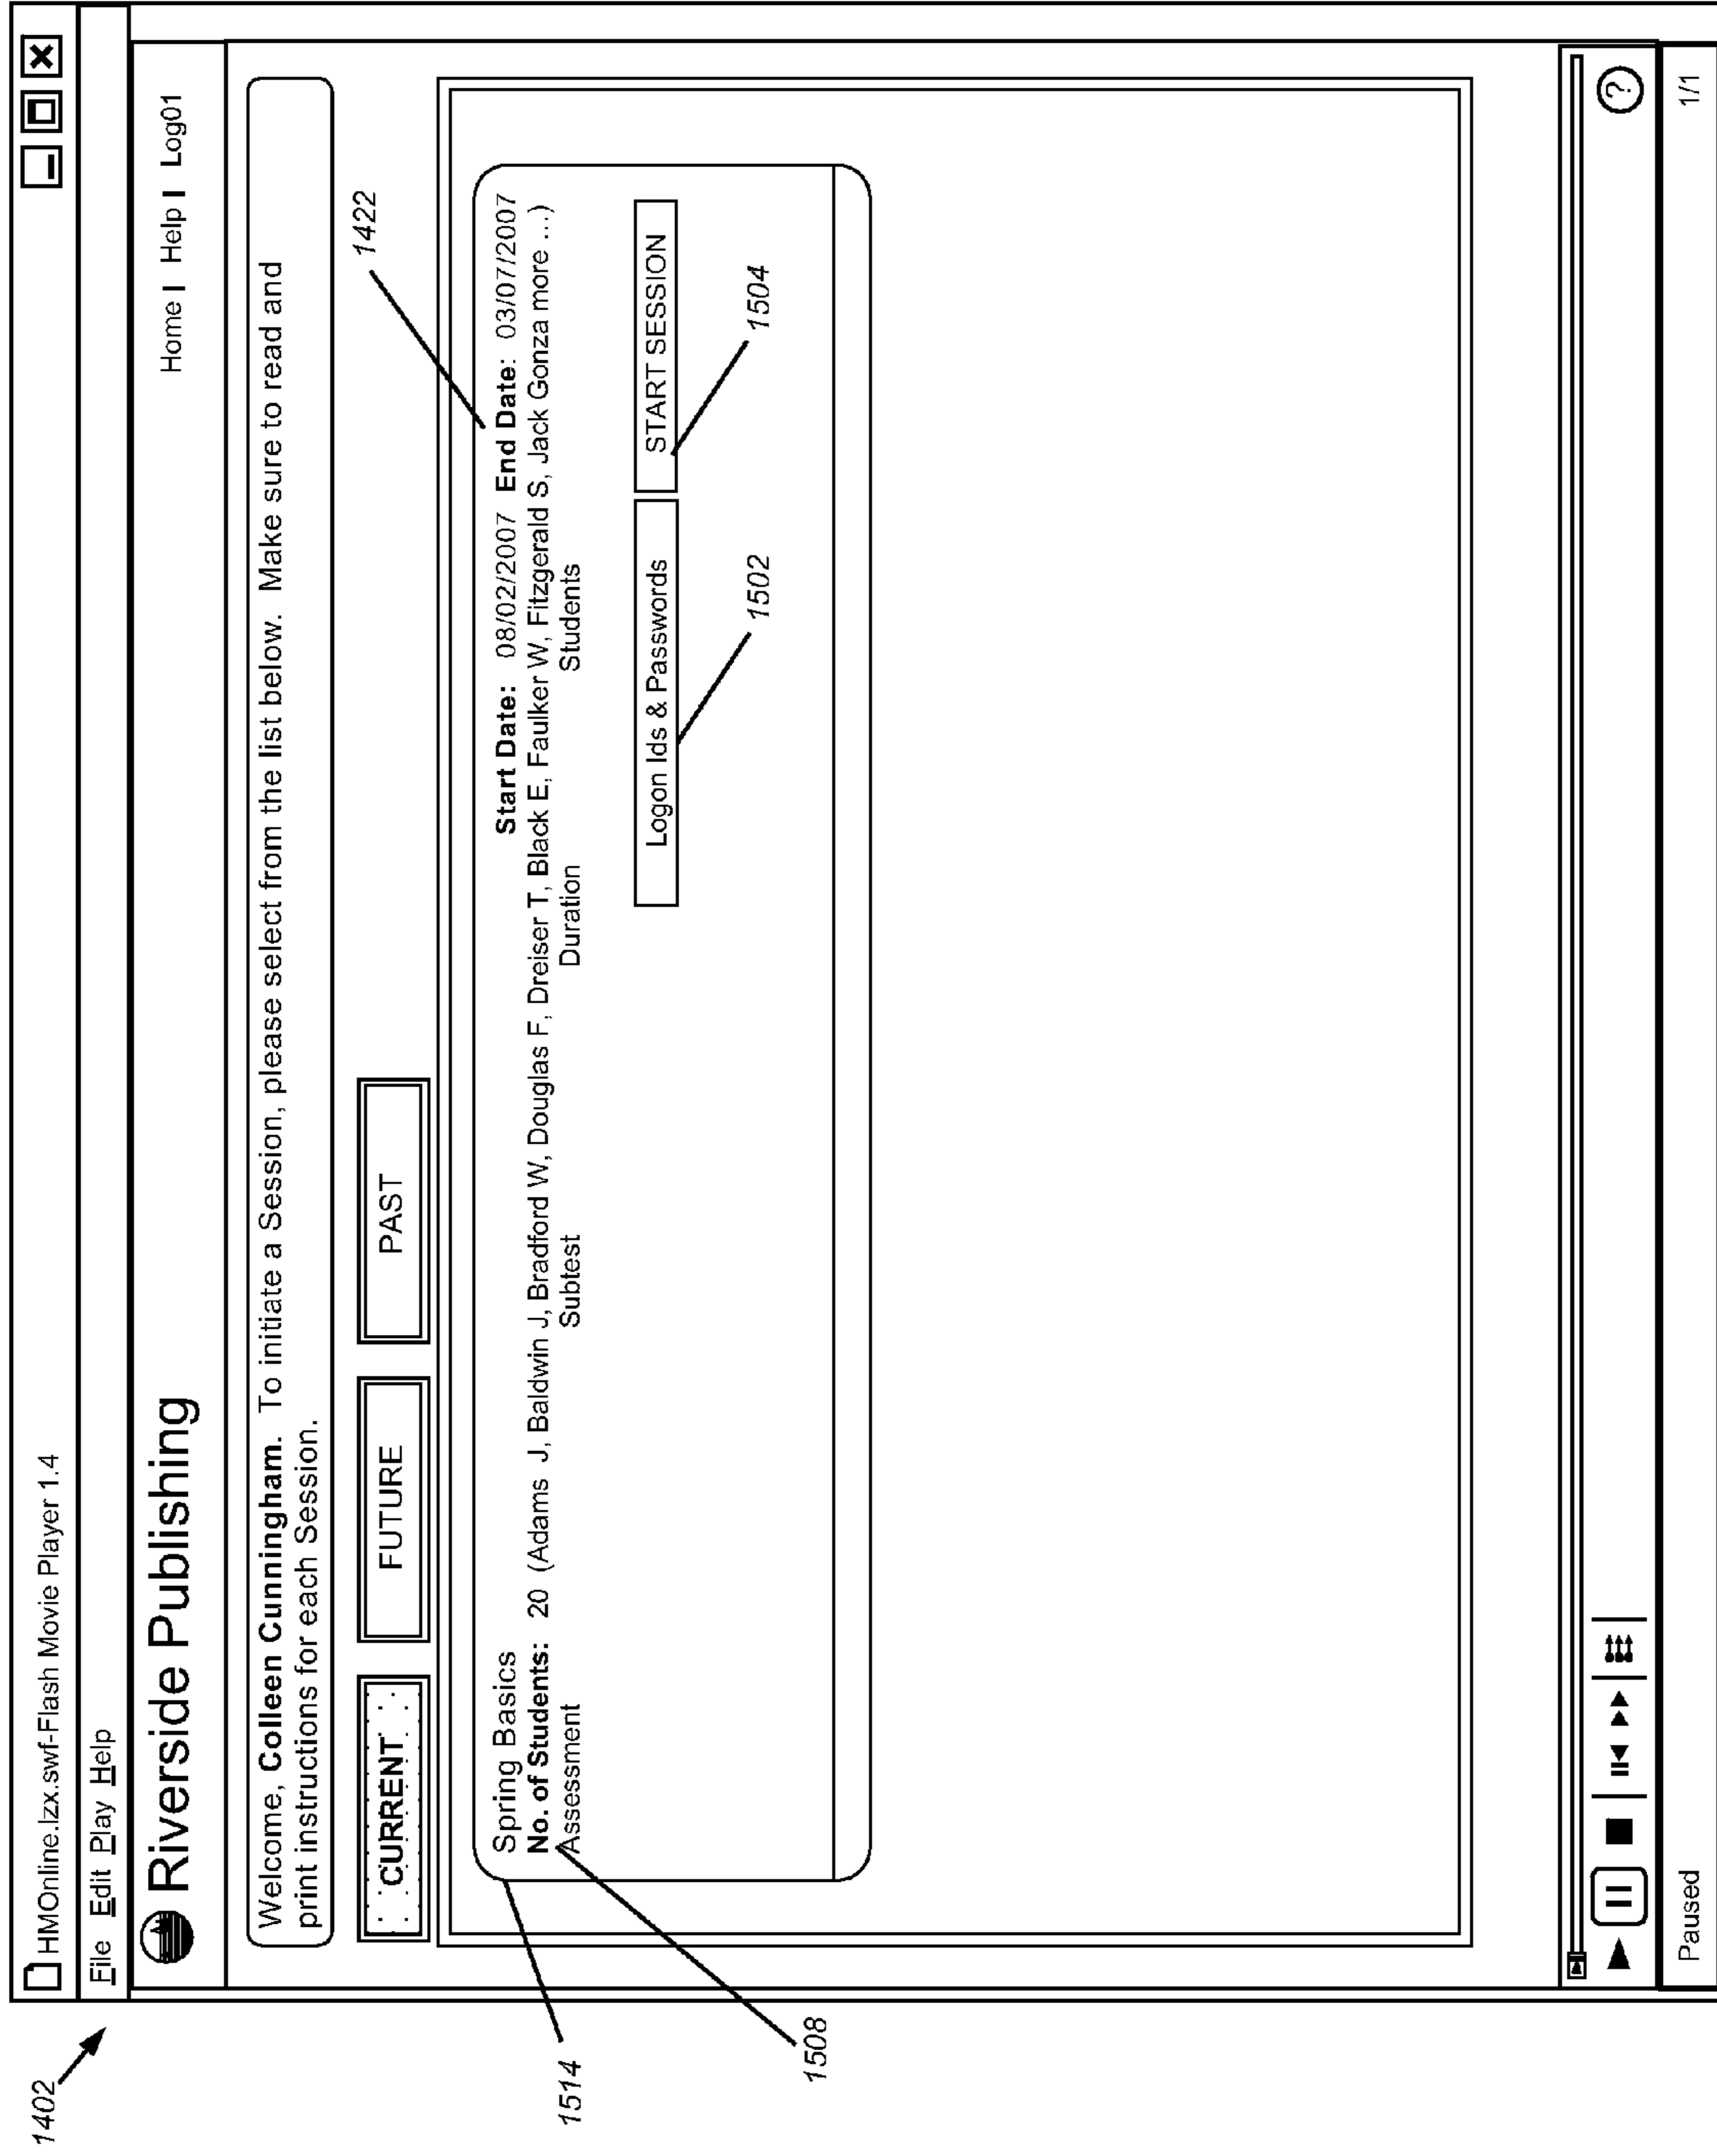 1402
HMOnline.lzx.swf-Flash Movie Player 1.4
File Edit Play Help
Riverside Publishing
Home | Help | Log01
Welcome, Colleen Cunningham. To initiate a Session, please select from the list below. Make sure to read and
print instructions for each Session.
CURRENT FUTURE PAST
1422
Spring Basics Start Date: 08/02/2007 End Date: 03/07/2007
No. of Students: 20 (Adams J, Baldwin J, Bradford W, Douglas F, Dreiser T, Black E, Faulker W, Fitzgerald S, Jack Gonza more ...)
Assessment Subtest Duration Students
1514
Logon Ids & Passwords START SESSION
1502
1504
1508
?
Paused 1/1